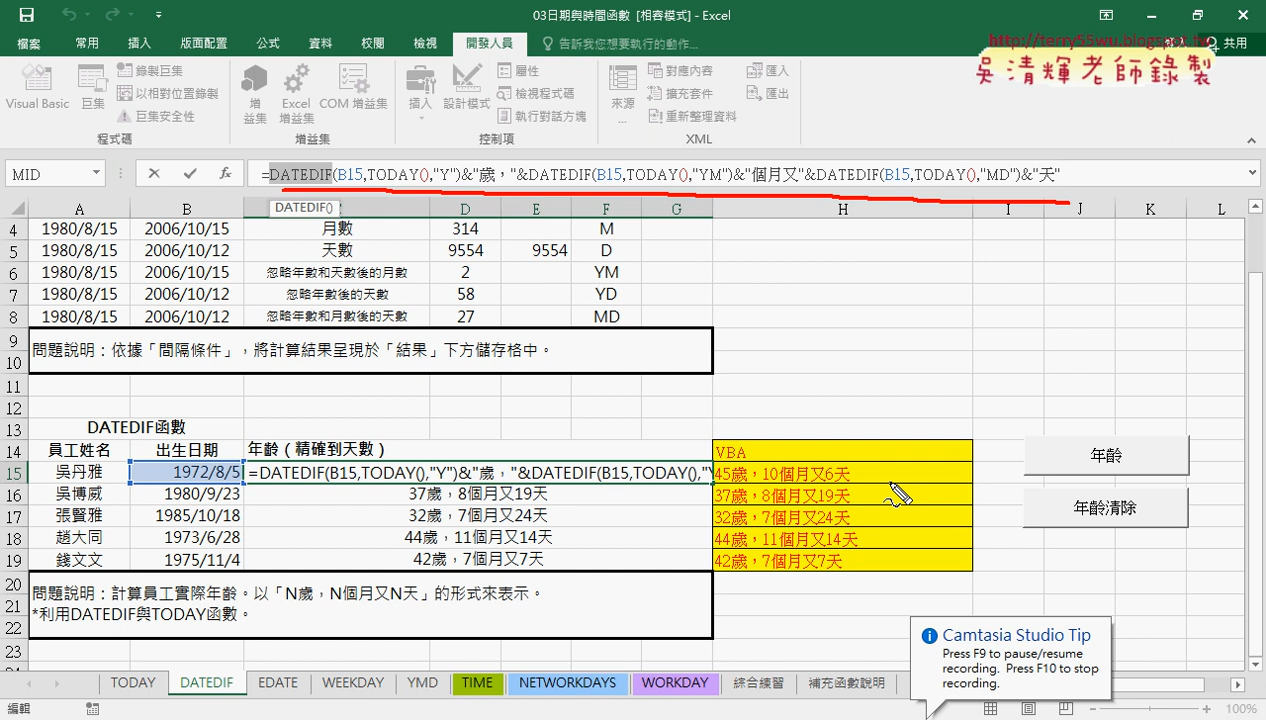 03日期與時間函數 [相容模式] - Excel
檔案 常用 插入 版面配置 公式 資料 校閱 檢視 開發人員 告訴我您想要執行的動作... 共用
http://terry55wu.blogspot.tw
吳清輝老師錄製
Visual Basic 巨集 錄製巨集 以相對位置錄製 巨集安全性
增益集 Excel 增益集 COM 增益集
插入 設計模式 屬性 檢視程式碼 執行對話方塊
來源 對應內容 擴充套件 重新整理資料 匯入 匯出
程式碼 增益集 控制項 XML
MID =DATEDIF(B15,TODAY(),"Y")&"歲，"&DATEDIF(B15,TODAY(),"YM")&"個月又"&DATEDIF(B15,TODAY(),"MD")&"天"
DATEDIF()
A B D E F G H I J K L
4 1980/8/15 2006/10/15 月數 314 M
5 1980/8/15 2006/10/12 天數 9554 9554 D
6 1980/8/15 2006/10/15 忽略年數和天數後的月數 2 YM
7 1980/8/15 2006/10/12 忽略年數後的天數 58 YD
8 1980/8/15 2006/10/12 忽略年數和月數後的天數 27 MD
9
問題說明：依據「間隔條件」，將計算結果呈現於「結果」下方儲存格中。
10
11
12
13 DATEDIF函數
14 員工姓名 出生日期 年齡（精確到天數） VBA
15 吳丹雅 1972/8/5 =DATEDIF(B15,TODAY(),"Y")&"歲，"&DATEDIF(B15,TODAY(),"Y 45歲，10個月又6天
16 吳博威 1980/9/23 37歲，8個月又19天 37歲，8個月又19天
17 張賢雅 1985/10/18 32歲，7個月又24天 32歲，7個月又24天
18 趙大同 1973/6/28 44歲，11個月又14天 44歲，11個月又14天
19 錢文文 1975/11/4 42歲，7個月又7天 42歲，7個月又7天
年齡
年齡清除
20 問題說明：計算員工實際年齡。以「N歲，N個月又N天」的形式來表示。
21 *利用DATEDIF與TODAY函數。
22
23
Camtasia Studio Tip
Press F9 to pause/resume
recording. Press F10 to stop
recording.
TODAY DATEDIF EDATE WEEKDAY YMD TIME NETWORKDAYS WORKDAY 綜合練習 補充函數說明
編輯 100%